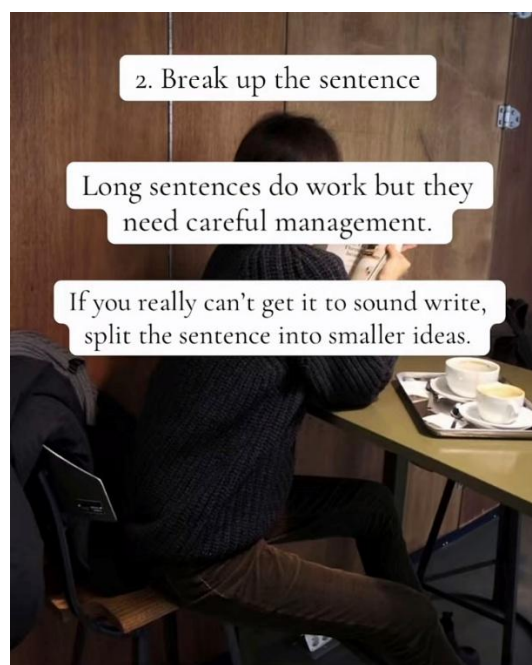 2. Break up the sentence
Long sentences do work but they
need careful management.
If you really can’t get it to sound write,
split the sentence into smaller ideas.